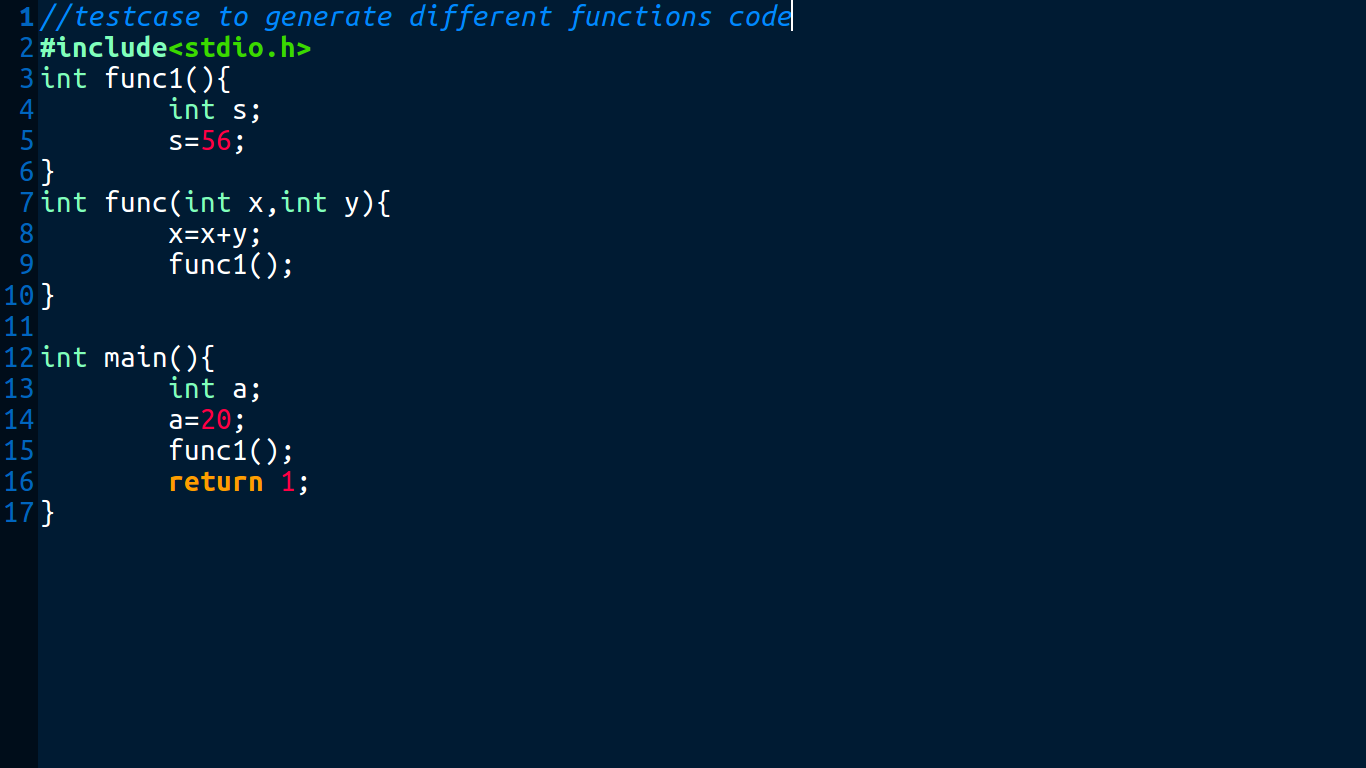 1 //testcase to generate different functions code
2 #include<stdio.h>
3 int func1(){
4         int s;
5         s=56;
6 }
7 int func(int x,int y){
8         x=x+y;
9         func1();
10 }
11
12 int main(){
13         int a;
14         a=20;
15         func1();
16         return 1;
17 }